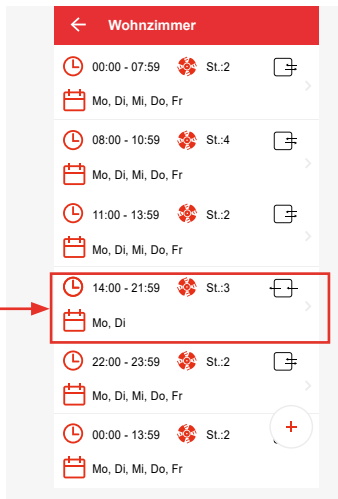 Wohnzimmer
00:00 - 07:59 St.:2
Mo, Di, Mi, Do, Fr
08:00 - 10:59 St.:4
Mo, Di, Mi, Do, Fr
11:00 - 13:59 St.:2
Mo, Di, Mi, Do, Fr
14:00 - 21:59 St.:3
Mo, Di
22:00 - 23:59 St.:2
Mo, Di, Mi, Do, Fr
00:00 - 13:59 St.:2
Mo, Di, Mi, Do, Fr